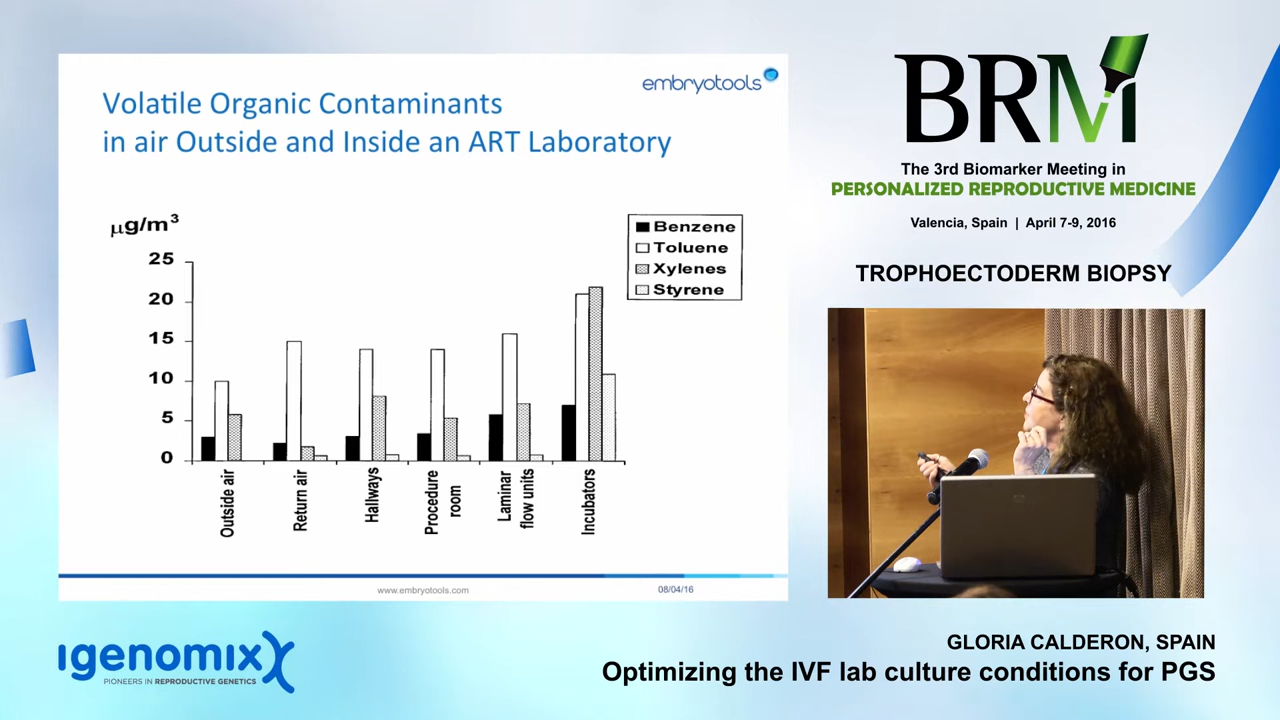 embryotools
Volatile Organic Contaminants
in air Outside and Inside an ART Laboratory
µg/m³
25
20
15
10
5
0
Benzene
Toluene
Xylenes
Styrene
Outside air
Return air
Hallways
Procedure
room
Laminar
flow units
Incubators
www.embryotools.com
08/04/16
BRM
The 3rd Biomarker Meeting in
PERSONALIZED REPRODUCTIVE MEDICINE
Valencia, Spain | April 7-9, 2016
TROPHOECTODERM BIOPSY
igenomix
PIONEERS IN REPRODUCTIVE GENETICS
GLORIA CALDERON, SPAIN
Optimizing the IVF lab culture conditions for PGS